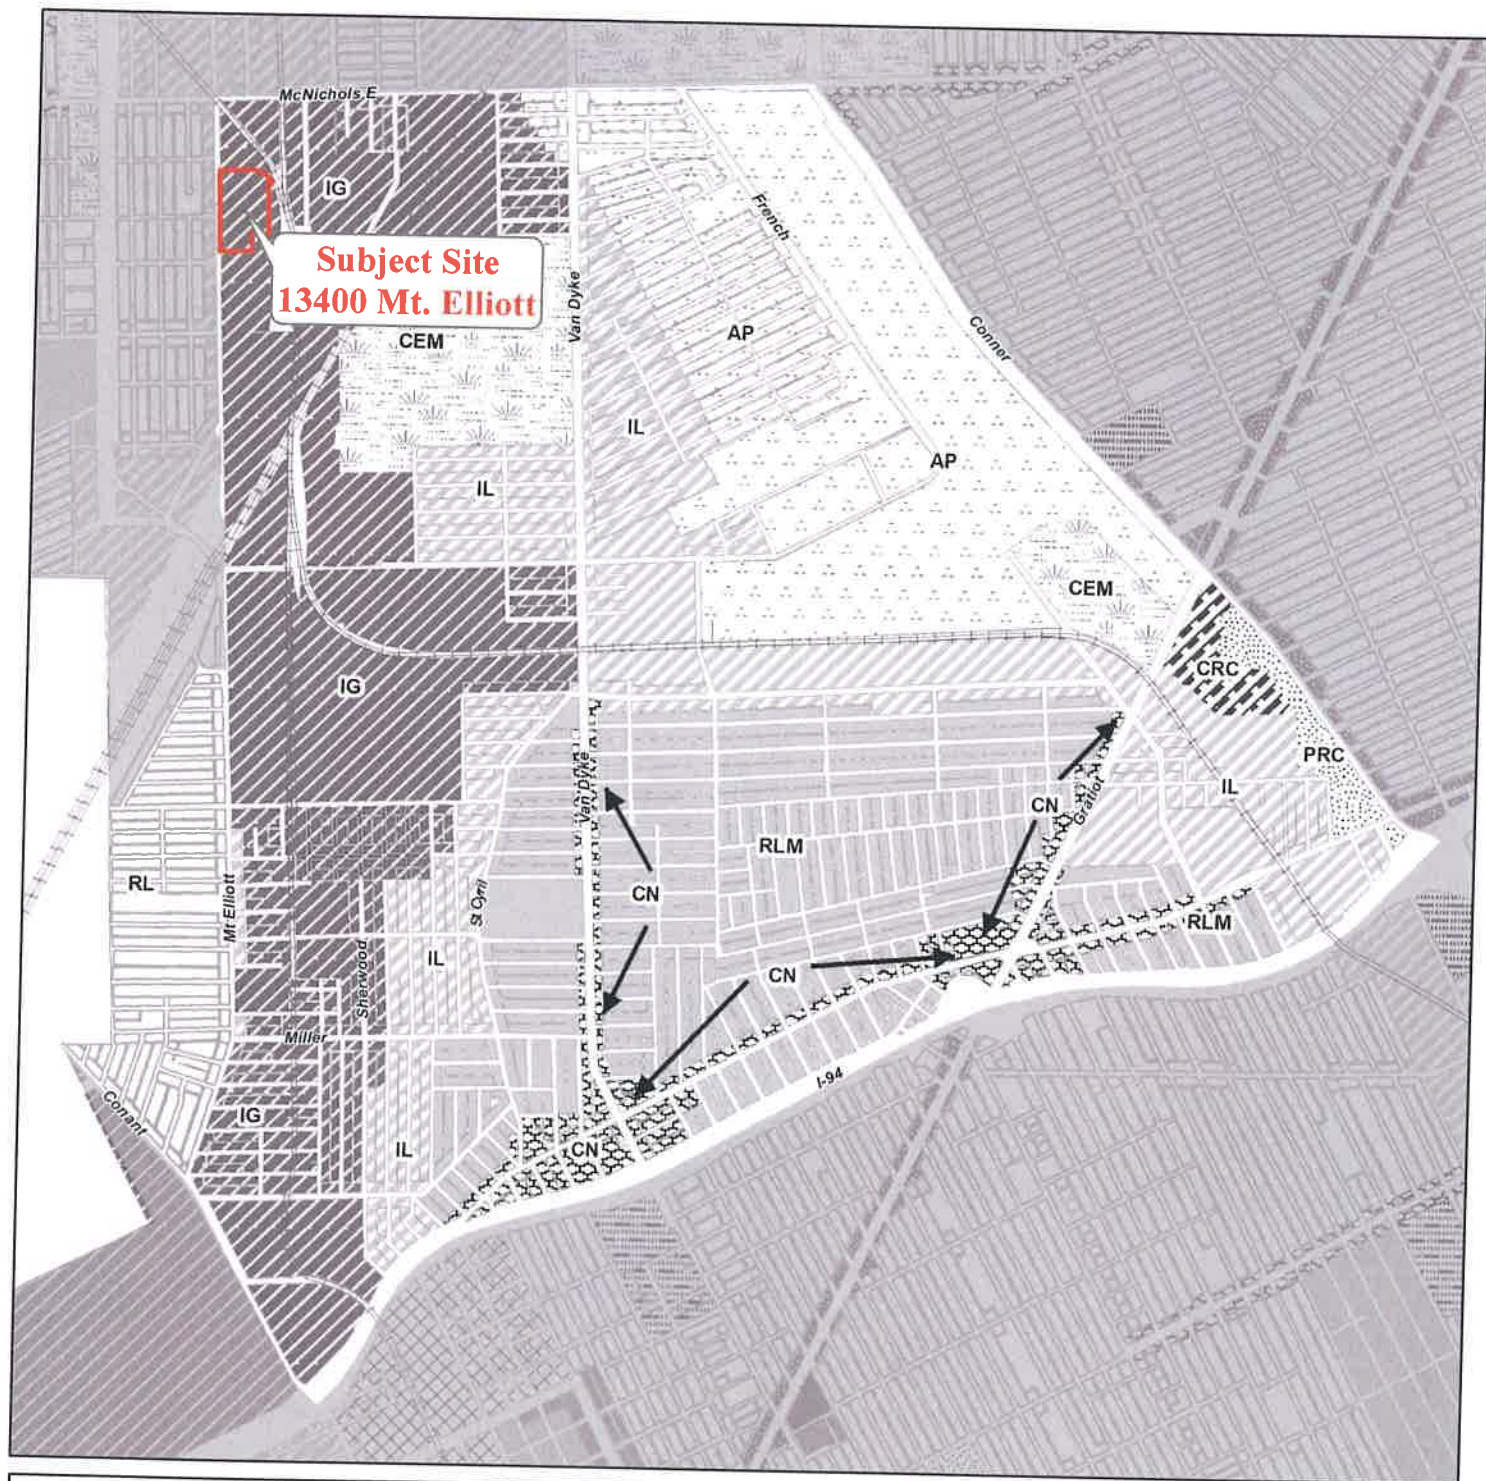 McNichols E
IG
Subject Site
13400 Mt. Elliott
French
Van Dyke
CEM
AP
Conner
IL
AP
IL
CEM
CRC
IG
PRC
Van Dyke
IL
CN
Gratiot
RLM
RL
CN
Mt Elliott
St Cyril
RLM
IL
Sherwood
CN
Miller
I-94
Conant
IG
IL
CN